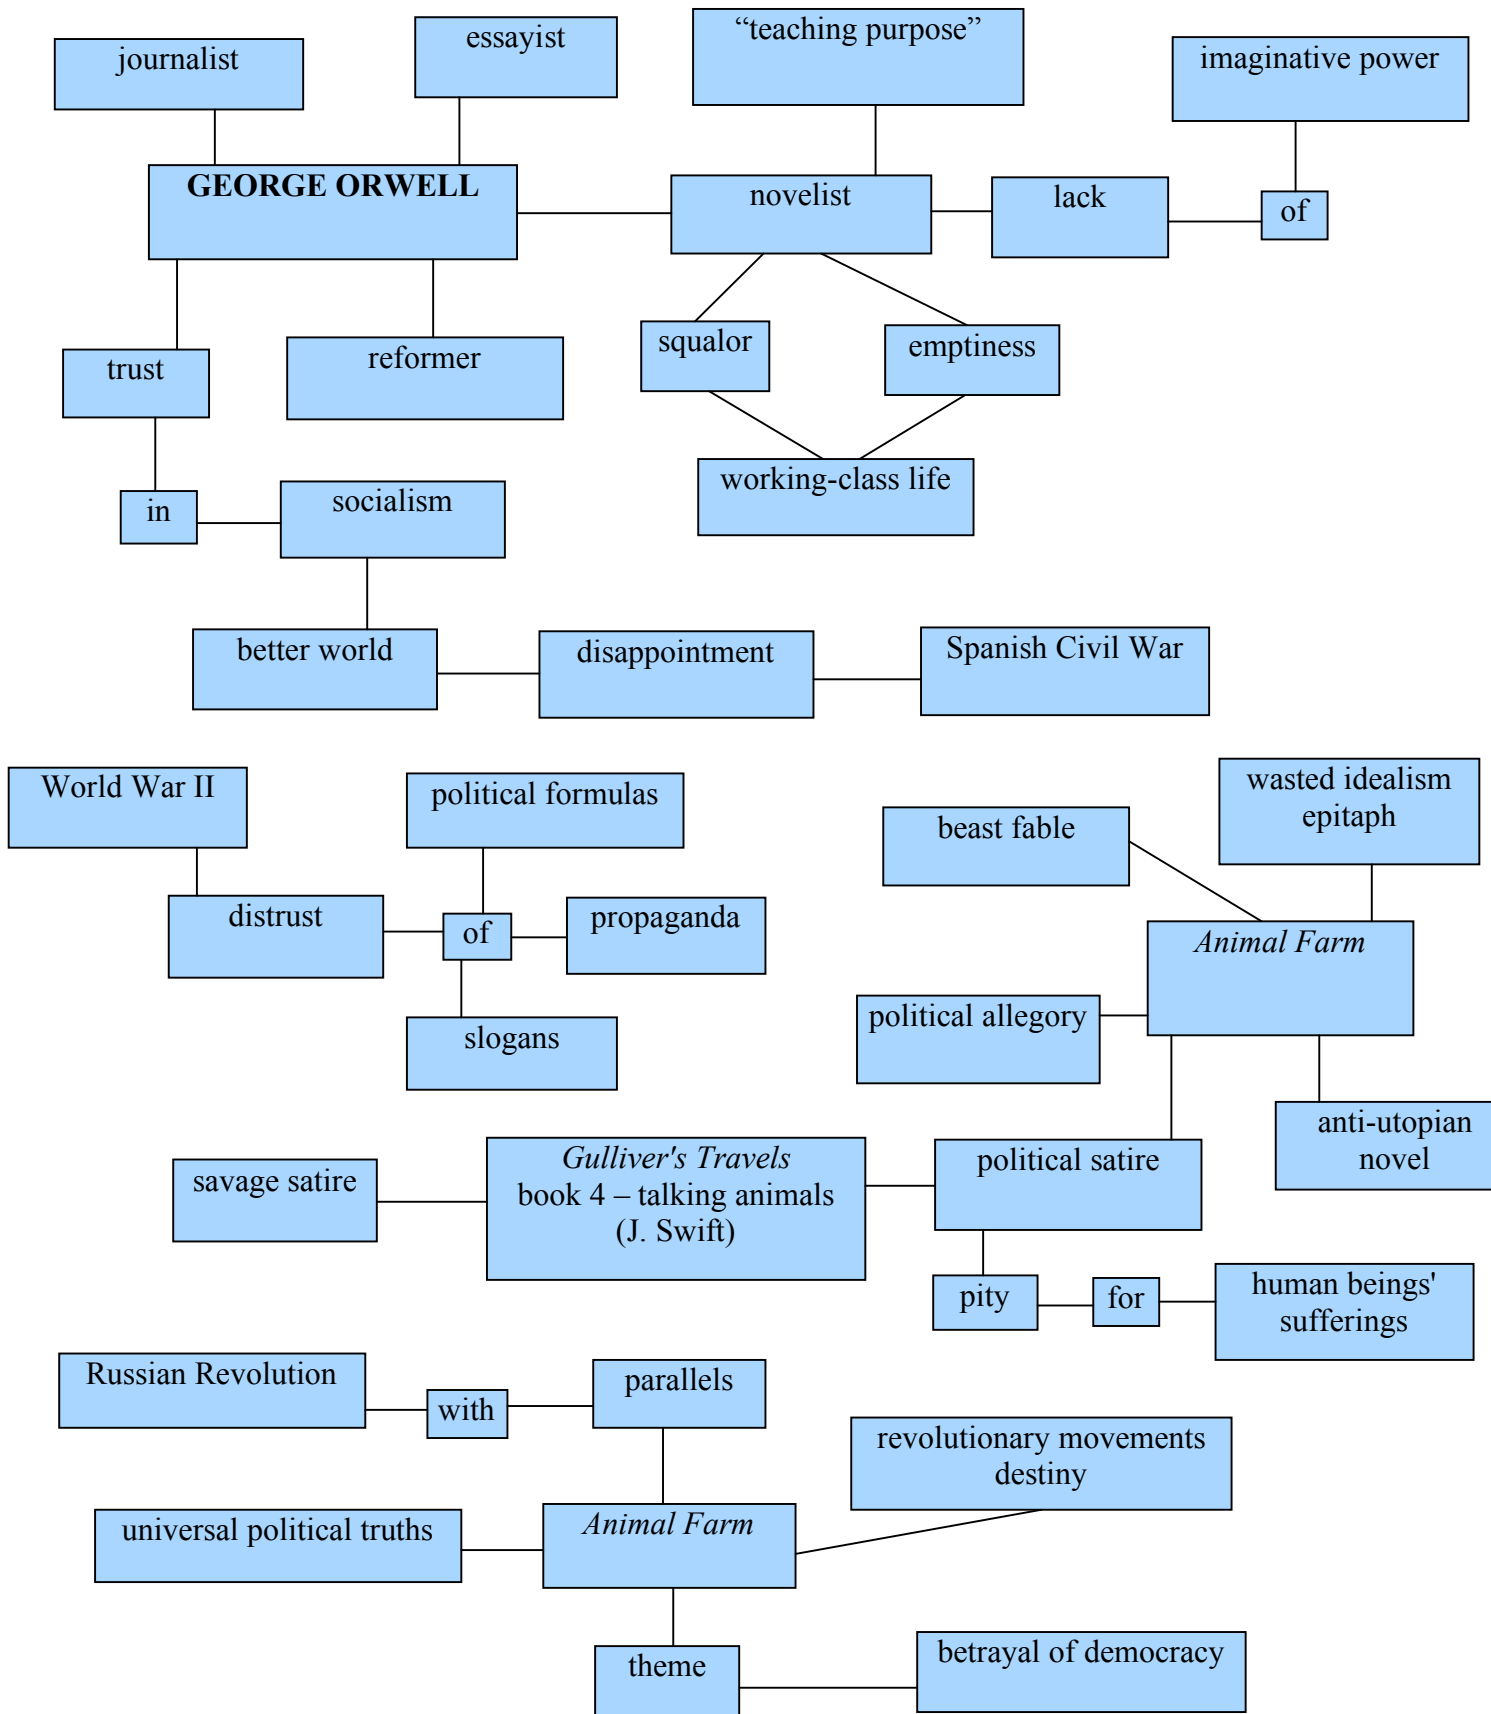 journalist
essayist
“teaching purpose”
imaginative power
GEORGE ORWELL
novelist
lack
of
squalor
emptiness
trust
reformer
working-class life
in
socialism
better world
disappointment
Spanish Civil War
World War II
political formulas
wasted idealism
epitaph
beast fable
distrust
of
propaganda
Animal Farm
political allegory
slogans
anti-utopian
novel
savage satire
Gulliver's Travels
book 4 – talking animals
(J. Swift)
political satire
pity
for
human beings'
sufferings
Russian Revolution
with
parallels
revolutionary movements
destiny
universal political truths
Animal Farm
theme
betrayal of democracy